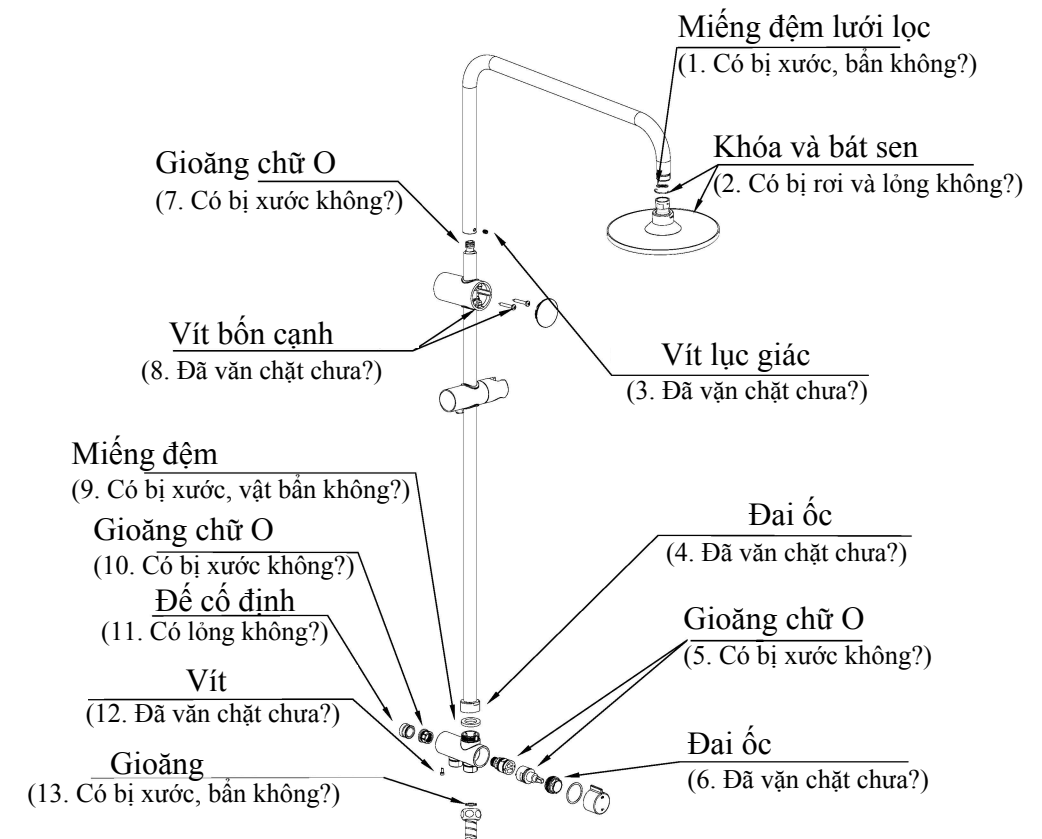 Miếng đệm lưới lọc
(1. Có bị xước, bẩn không?)
Khóa và bát sen
(2. Có bị rơi và lỏng không?)
Gioăng chữ O
(7. Có bị xước không?)
Vít bốn cạnh
(8. Đã văn chặt chưa?)
Vít lục giác
(3. Đã vặn chặt chưa?)
Miếng đệm
(9. Có bị xước, vật bẩn không?)
Đai ốc
(4. Đã văn chặt chưa?)
Gioăng chữ O
(10. Có bị xước không?)
Đế cố định
(11. Có lỏng không?)
Gioăng chữ O
(5. Có bị xước không?)
Vít
(12. Đã văn chặt chưa?)
Đai ốc
(6. Đã vặn chặt chưa?)
Gioăng
(13. Có bị xước, bẩn không?)